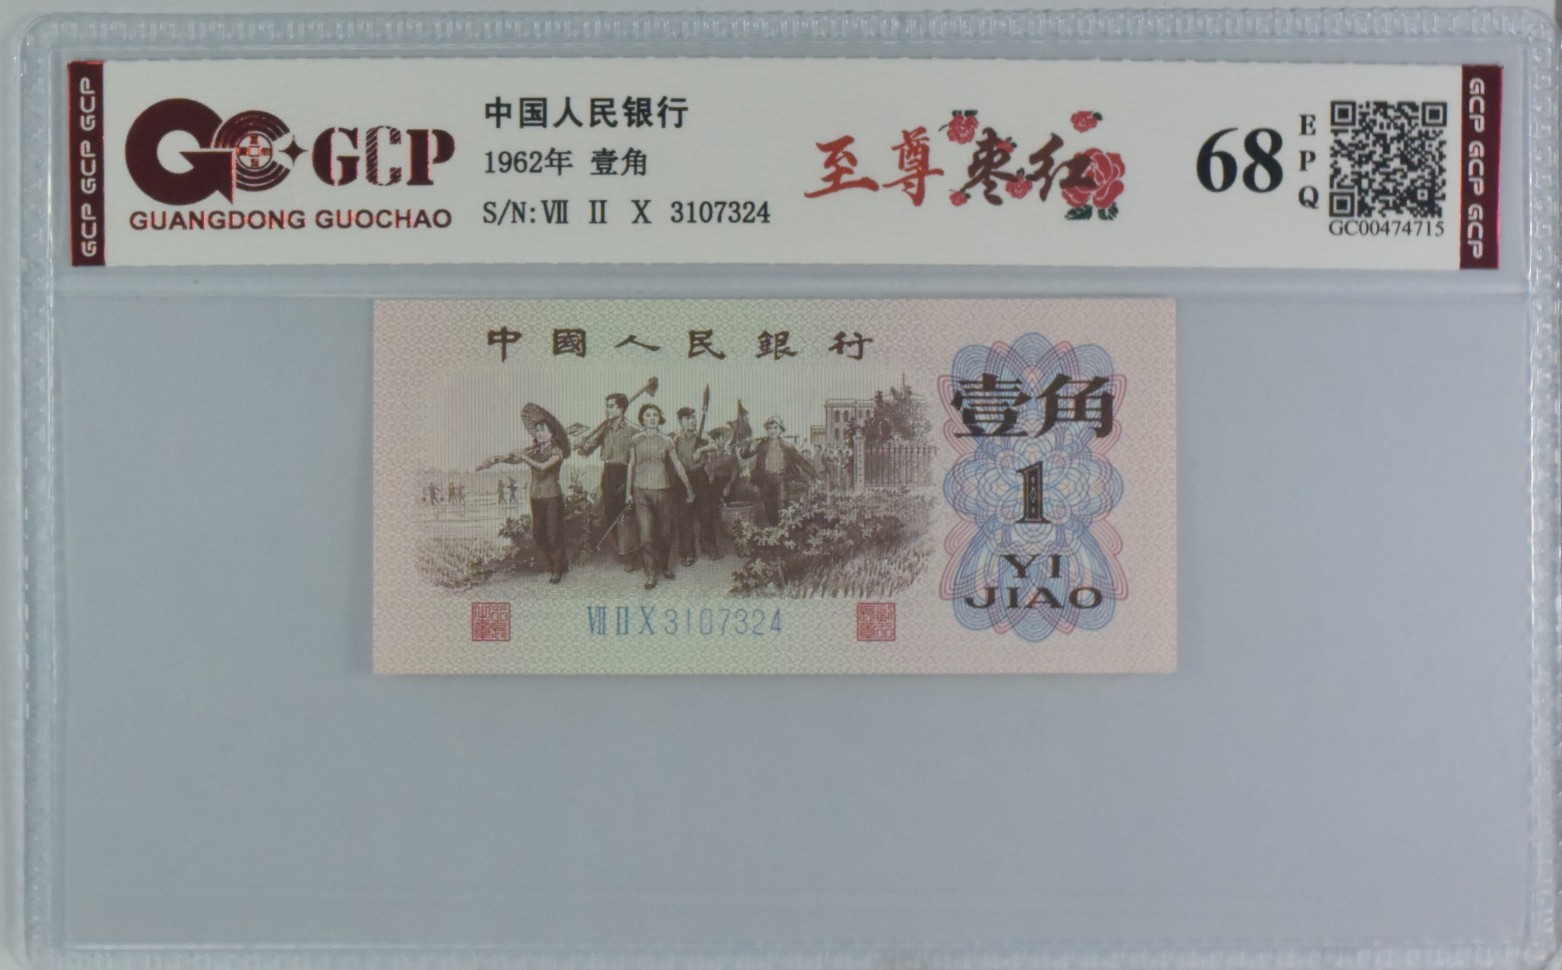 GCP GCP GCP
GCP
GUANGDONG GUOCHAO
中国人民银行
1962年 壹角
S/N: Ⅶ Ⅱ Ⅹ 3107324
至尊枣红
68
EPQ
GC00474715
GCP GCP GCP
中國人民銀行
壹角
1
YI
JIAO
Ⅶ Ⅱ Ⅹ 3107324